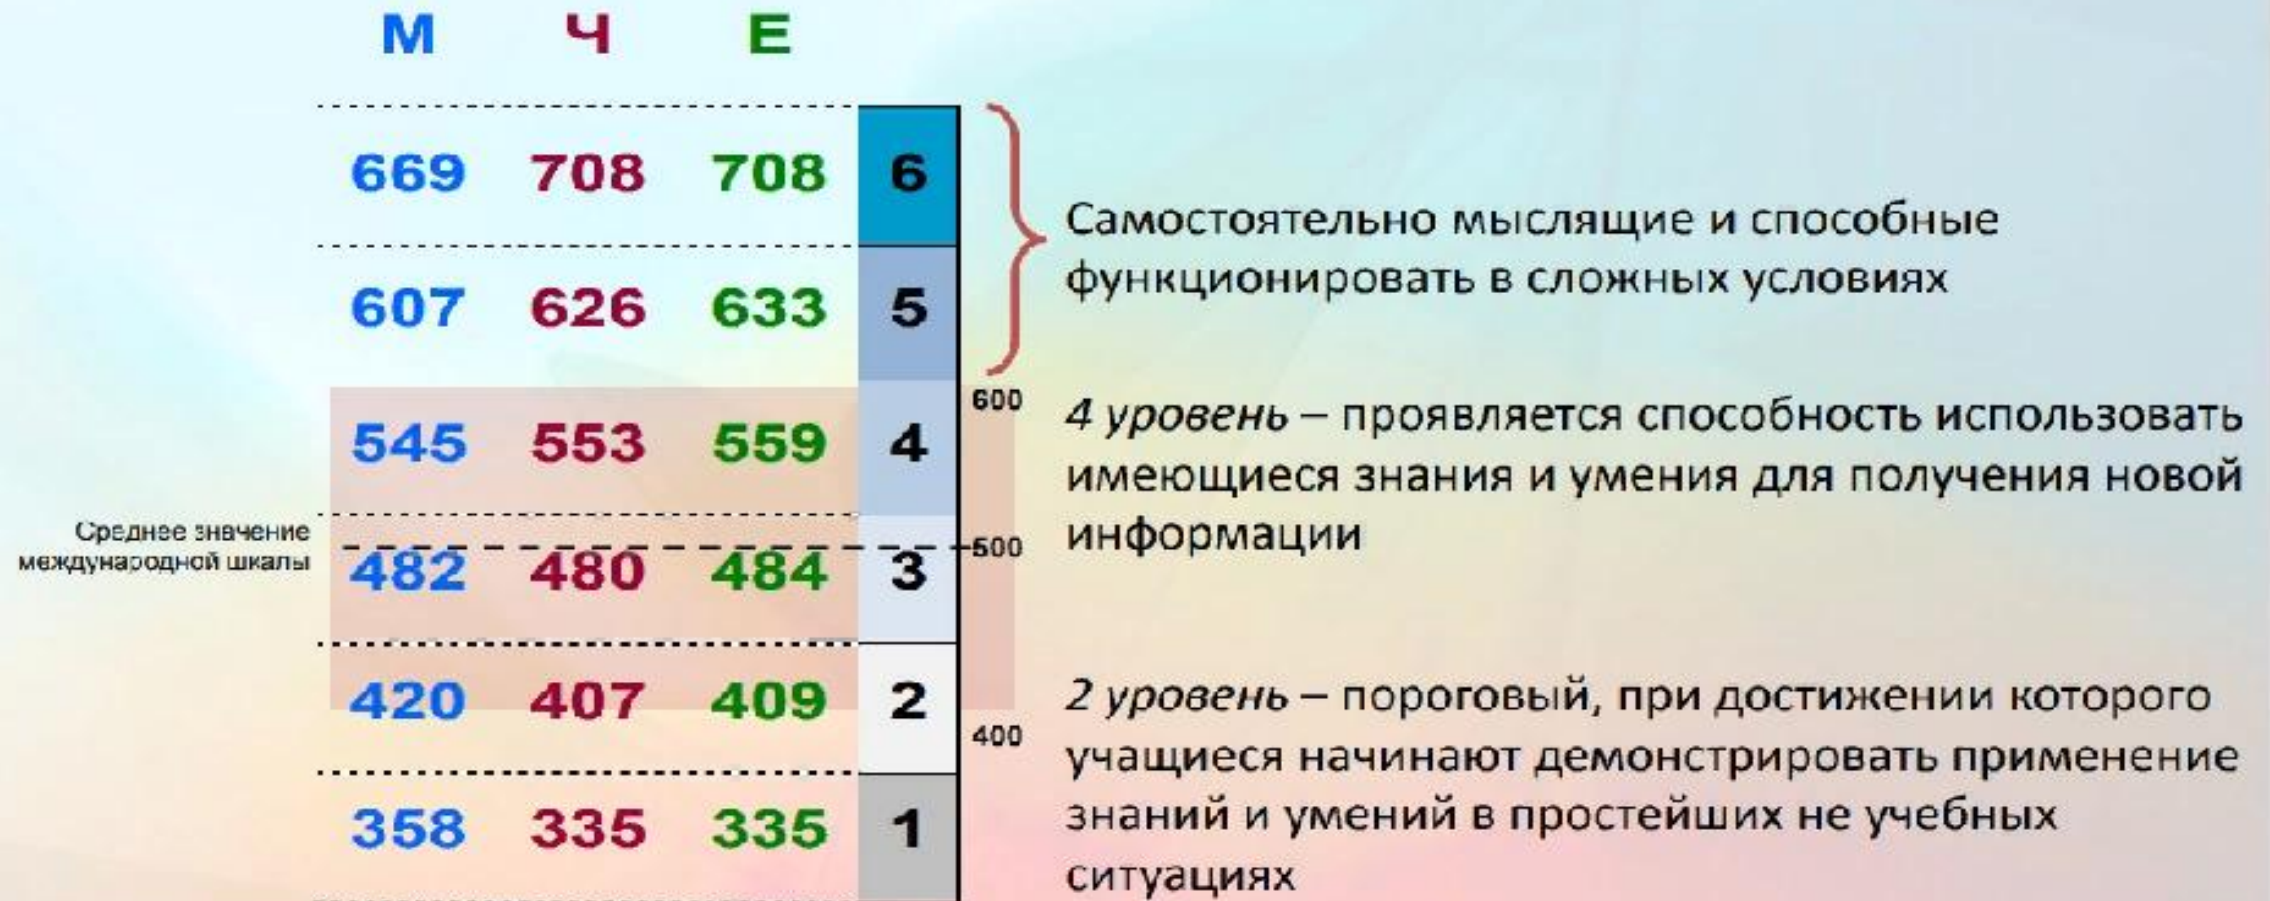 М Ч Е
669 708 708 6
Самостоятельно мыслящие и способные
функционировать в сложных условиях
607 626 633 5
600
4 уровень – проявляется способность использовать
имеющиеся знания и умения для получения новой
информации
545 553 559 4
Среднее значение
международной шкалы
500
482 480 484 3
420 407 409 2
400
2 уровень – пороговый, при достижении которого
учащиеся начинают демонстрировать применение
знаний и умений в простейших не учебных
ситуациях
358 335 335 1